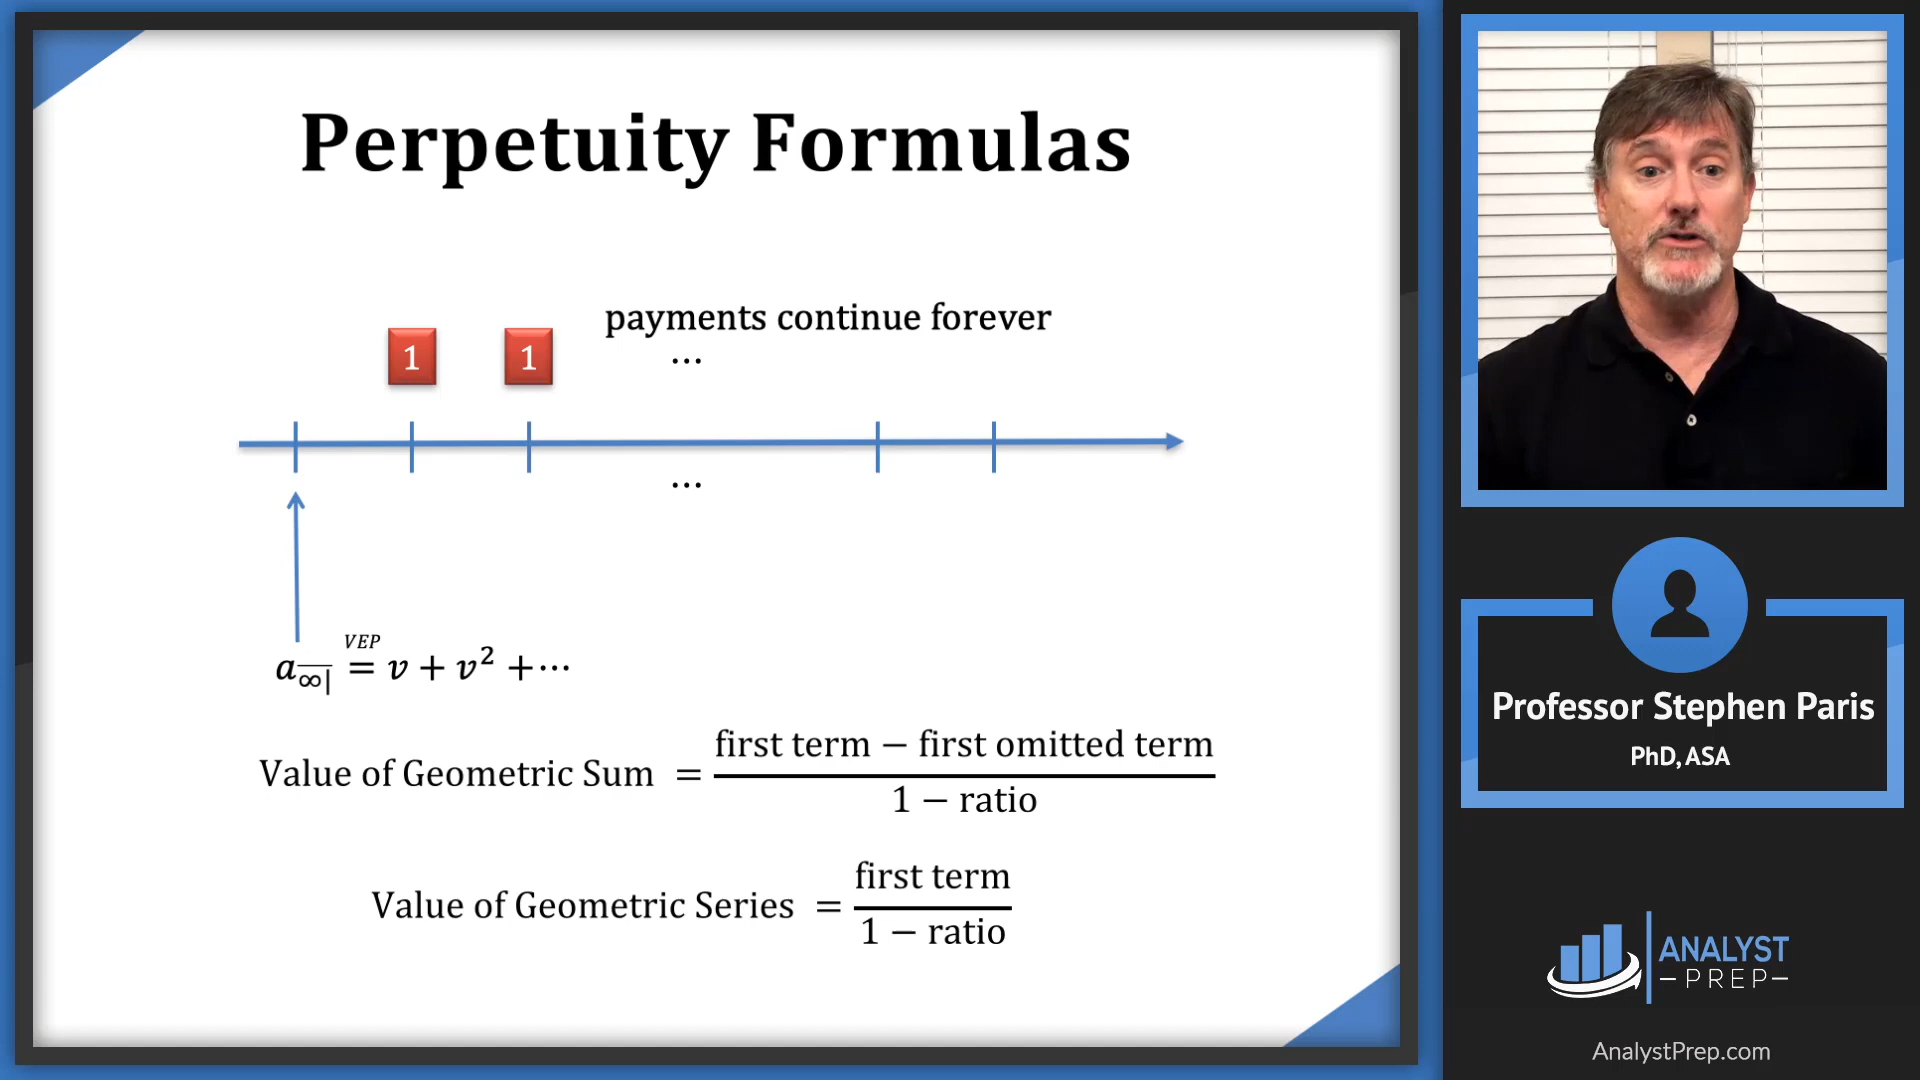 Perpetuity Formulas
payments continue forever
1 1 ...
...
VEP
a∞| = v + v² + ⋯
Value of Geometric Sum = first term − first omitted term
1 − ratio
Value of Geometric Series = first term
1 − ratio
Professor Stephen Paris
PhD, ASA
ANALYST
PREP
AnalystPrep.com